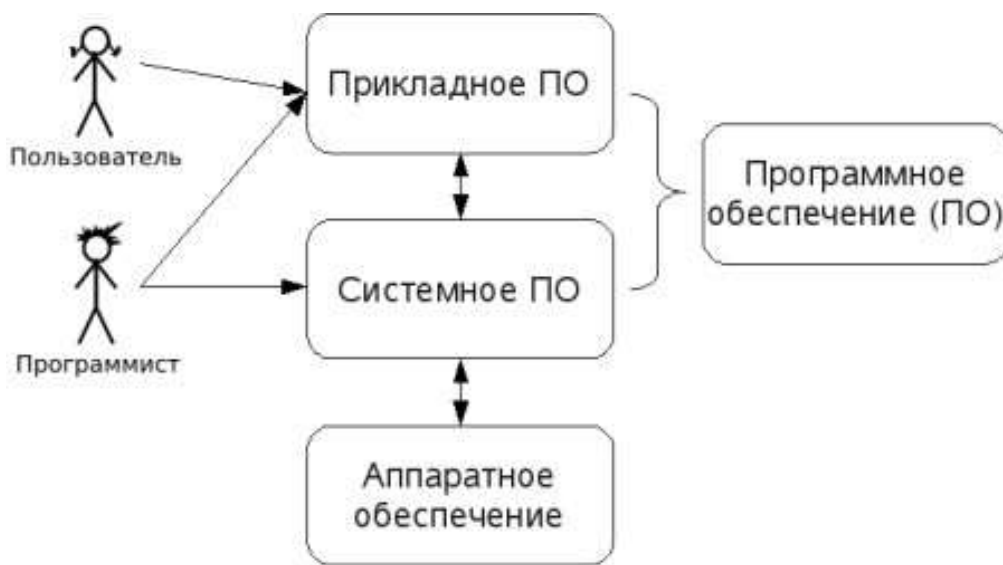 Прикладное ПО
Пользователь
Программное
обеспечение (ПО)
Системное ПО
Программист
Аппаратное
обеспечение